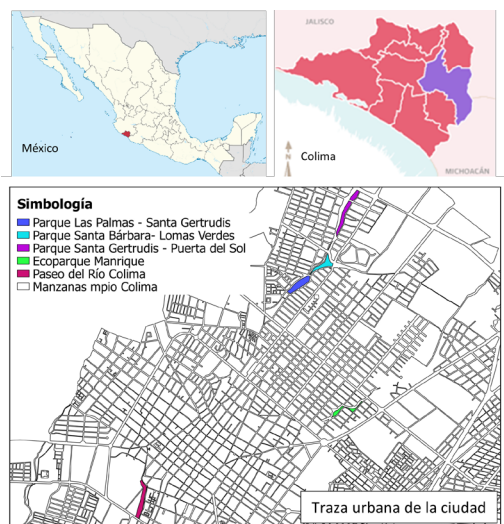 México
JALISCO
Colima
N
MICHOACÁN
Simbología
Parque Las Palmas - Santa Gertrudis
Parque Santa Bárbara- Lomas Verdes
Parque Santa Gertrudis - Puerta del Sol
Ecoparque Manrique
Paseo del Río Colima
Manzanas mpio Colima
Traza urbana de la ciudad